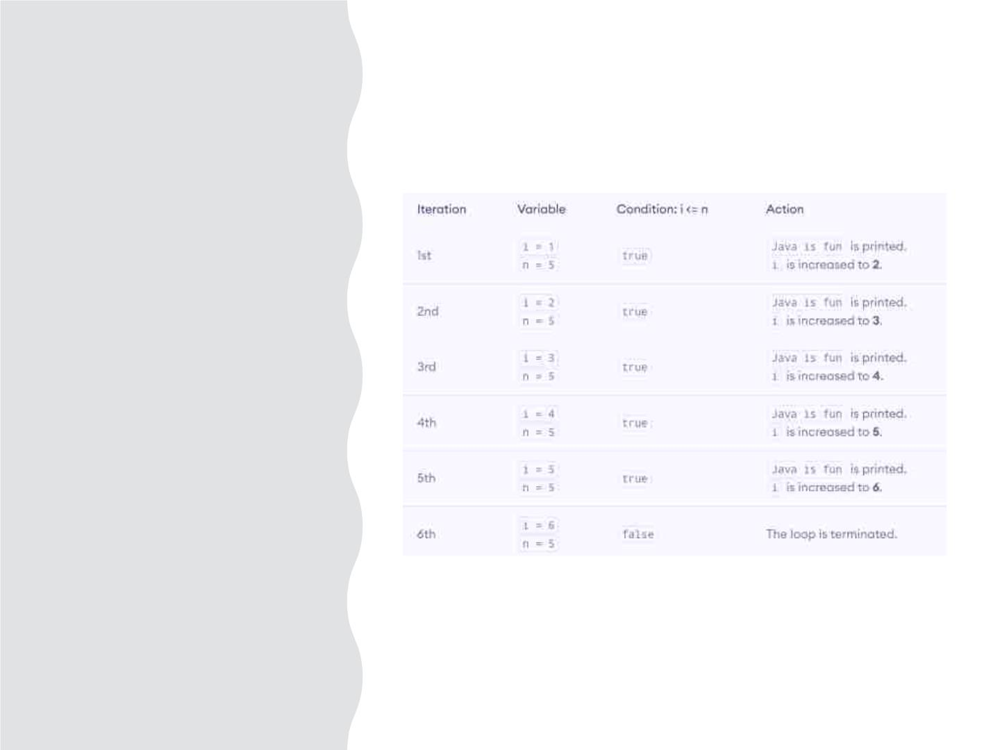 Iteration Variable Condition: i <= n Action
1st i = 1 n = 5 true Java is fun is printed. i is increased to 2.
2nd i = 2 n = 5 true Java is fun is printed. i is increased to 3.
3rd i = 3 n = 5 true Java is fun is printed. i is increased to 4.
4th i = 4 n = 5 true Java is fun is printed. i is increased to 5.
5th i = 5 n = 5 true Java is fun is printed. i is increased to 6.
6th i = 6 n = 5 false The loop is terminated.